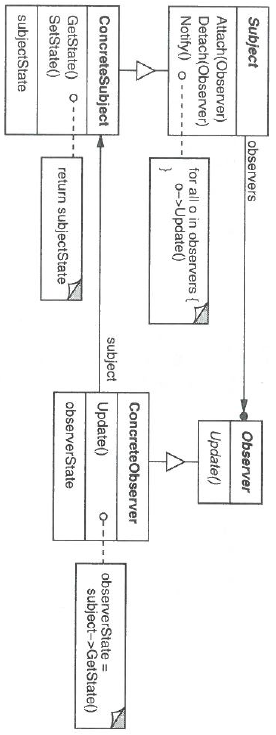 Subject
Attach(Observer)
Detach(Observer)
Notify()
observers
Observer
Update()
for all o in observers {
o->Update()
}
ConcreteSubject
GetState()
SetState()
subjectState
return subjectState
subject
ConcreteObserver
Update()
observerState
observerState =
subject->GetState()